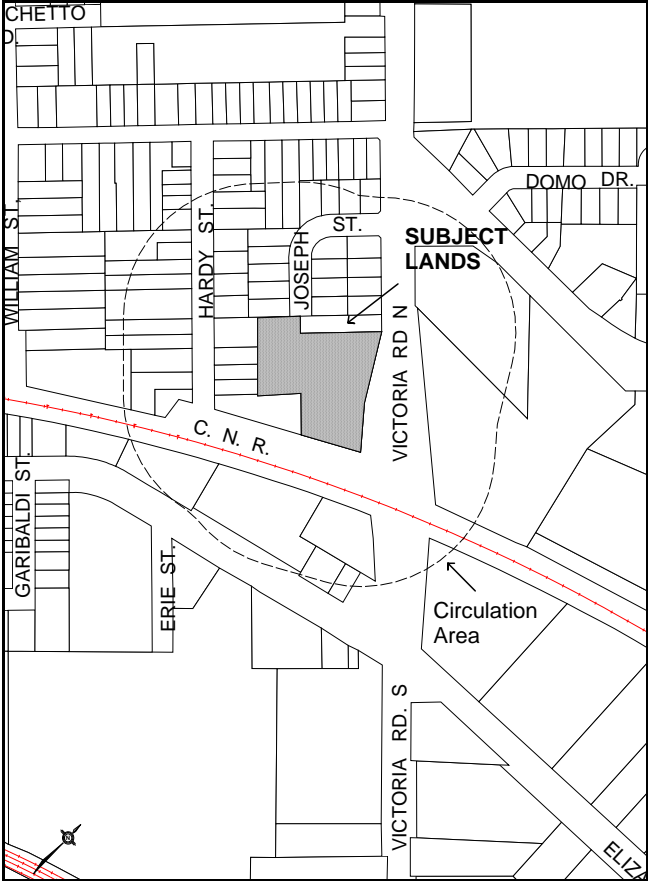 CHETTO
D.
DOMO DR.
WILLIAM ST.
HARDY ST.
JOSEPH
ST.
SUBJECT
LANDS
VICTORIA RD N
C. N. R.
GARIBALDI ST.
ERIE ST.
Circulation
Area
VICTORIA RD. S
ELIZA
N